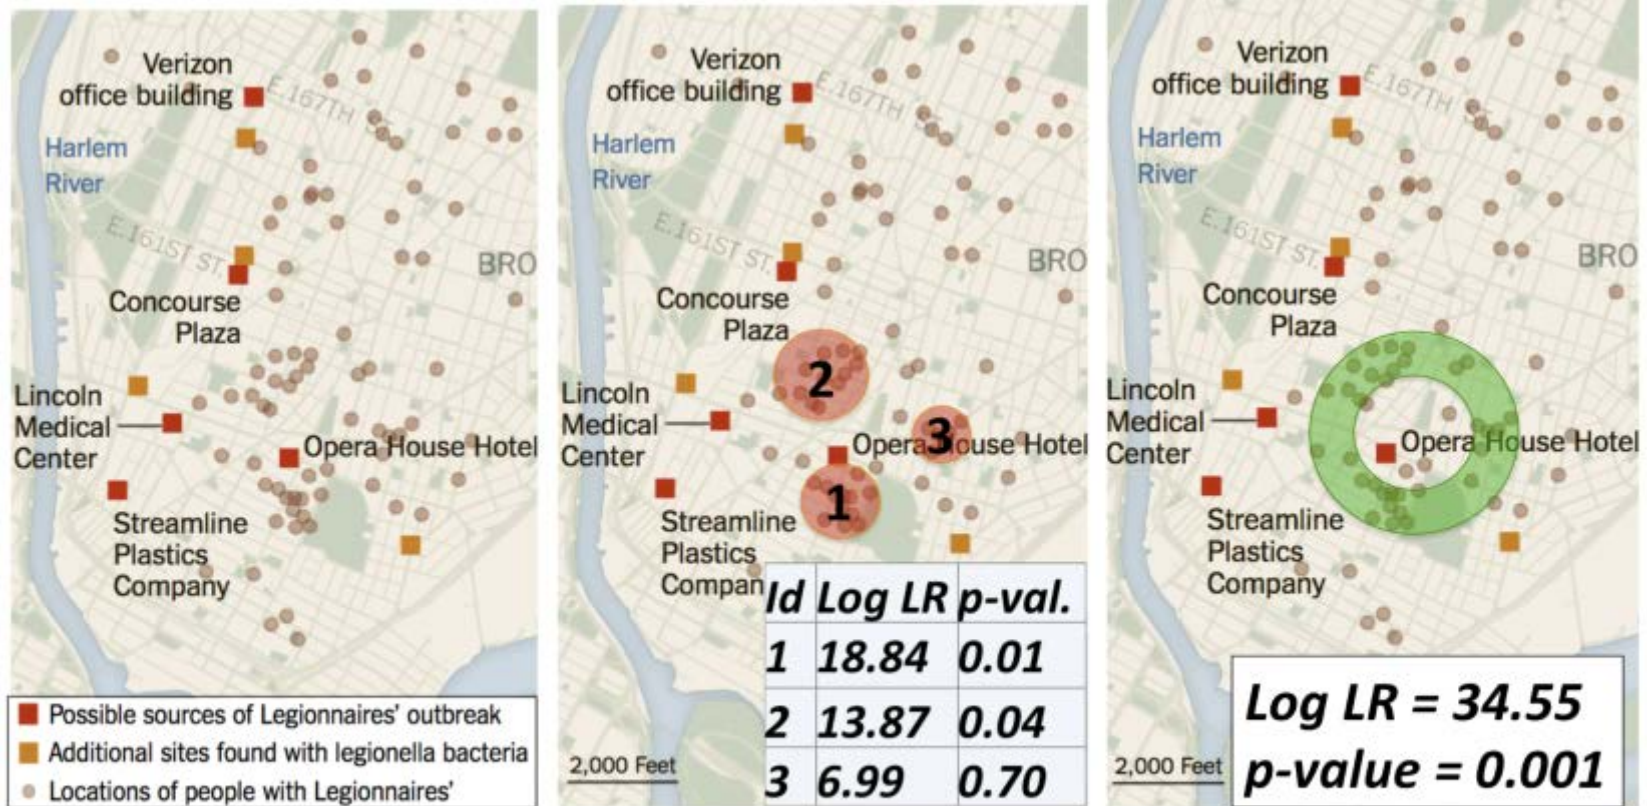 Verizon
office building
E.167TH ST.
Harlem
River
E.161ST ST.
BRO
Concourse
Plaza
Lincoln
Medical
Center
Opera House Hotel
Streamline
Plastics
Company
Possible sources of Legionnaires' outbreak
Additional sites found with legionella bacteria
Locations of people with Legionnaires'
Verizon
office building
E.167TH ST.
Harlem
River
E.161ST ST.
BRO
Concourse
Plaza
2
Lincoln
Medical
Center
3
Opera House Hotel
1
Streamline
Plastics
Compan
Id Log LR p-val.
1 18.84 0.01
2 13.87 0.04
3 6.99 0.70
2,000 Feet
Verizon
office building
E.167TH ST.
Harlem
River
E.161ST ST.
BRO
Concourse
Plaza
Lincoln
Medical
Center
Opera House Hotel
Streamline
Plastics
Company
2,000 Feet
Log LR = 34.55
p-value = 0.001